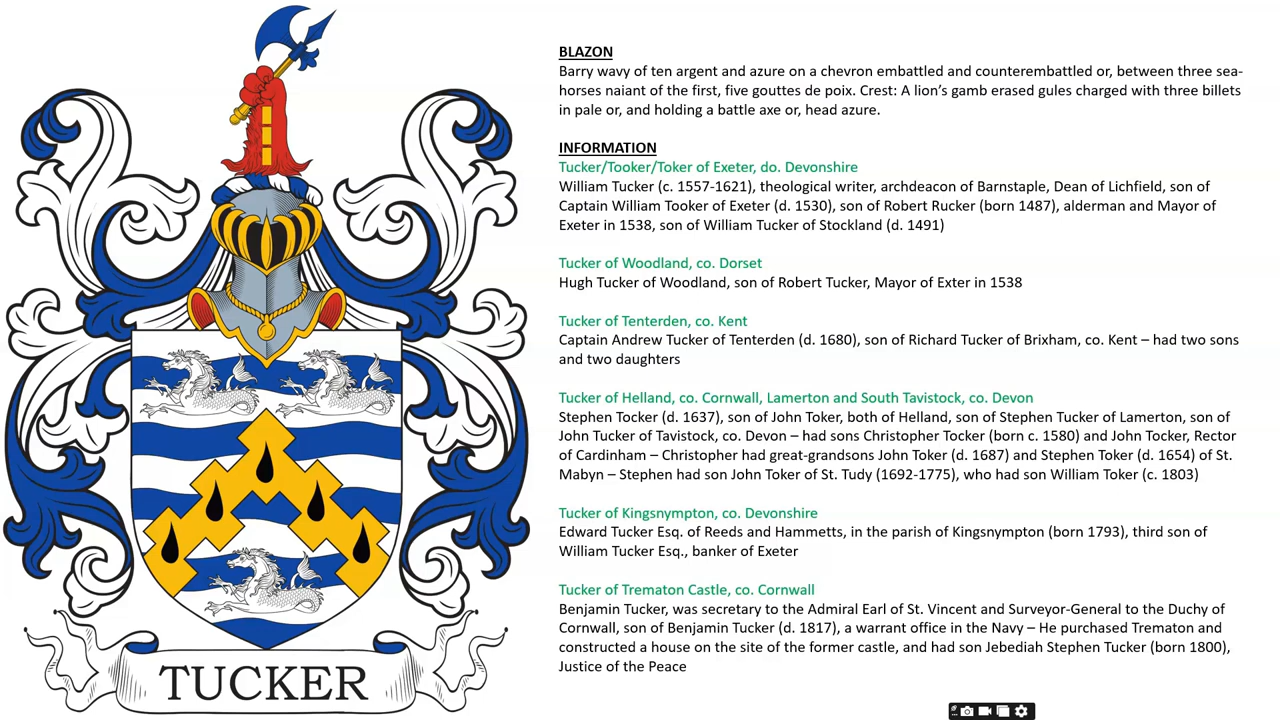 BLAZON
Barry wavy of ten argent and azure on a chevron embattled and counterembattled or, between three sea-
horses naiant of the first, five gouttes de poix. Crest: A lion's gamb erased gules charged with three billets
in pale or, and holding a battle axe or, head azure.
INFORMATION
Tucker/Tooker/Toker of Exeter, do. Devonshire
William Tucker (c. 1557-1621), theological writer, archdeacon of Barnstaple, Dean of Lichfield, son of
Captain William Tooker of Exeter (d. 1530), son of Robert Rucker (born 1487), alderman and Mayor of
Exeter in 1538, son of William Tucker of Stockland (d. 1491)
Tucker of Woodland, co. Dorset
Hugh Tucker of Woodland, son of Robert Tucker, Mayor of Exter in 1538
Tucker of Tenterden, co. Kent
Captain Andrew Tucker of Tenterden (d. 1680), son of Richard Tucker of Brixham, co. Kent – had two sons
and two daughters
Tucker of Helland, co. Cornwall, Lamerton and South Tavistock, co. Devon
Stephen Tocker (d. 1637), son of John Toker, both of Helland, son of Stephen Tucker of Lamerton, son of
John Tucker of Tavistock, co. Devon – had sons Christopher Tocker (born c. 1580) and John Tocker, Rector
of Cardinham – Christopher had great-grandsons John Toker (d. 1687) and Stephen Toker (d. 1654) of St.
Mabyn – Stephen had son John Toker of St. Tudy (1692-1775), who had son William Toker (c. 1803)
Tucker of Kingsnympton, co. Devonshire
Edward Tucker Esq. of Reeds and Hammetts, in the parish of Kingsnympton (born 1793), third son of
William Tucker Esq., banker of Exeter
Tucker of Trematon Castle, co. Cornwall
Benjamin Tucker, was secretary to the Admiral Earl of St. Vincent and Surveyor-General to the Duchy of
Cornwall, son of Benjamin Tucker (d. 1817), a warrant office in the Navy – He purchased Trematon and
constructed a house on the site of the former castle, and had son Jebediah Stephen Tucker (born 1800),
Justice of the Peace
TUCKER